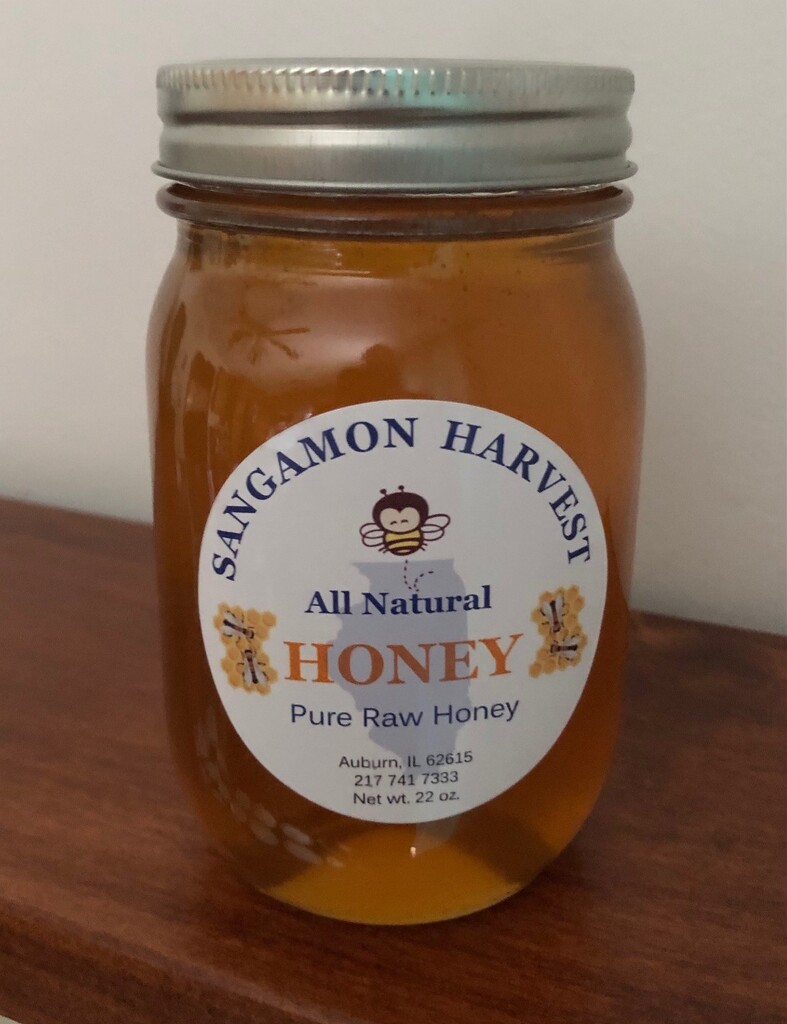 SANGAMON HARVEST
All Natural
HONEY
Pure Raw Honey
Auburn, IL 62615
217 741 7333
Net wt. 22 oz.